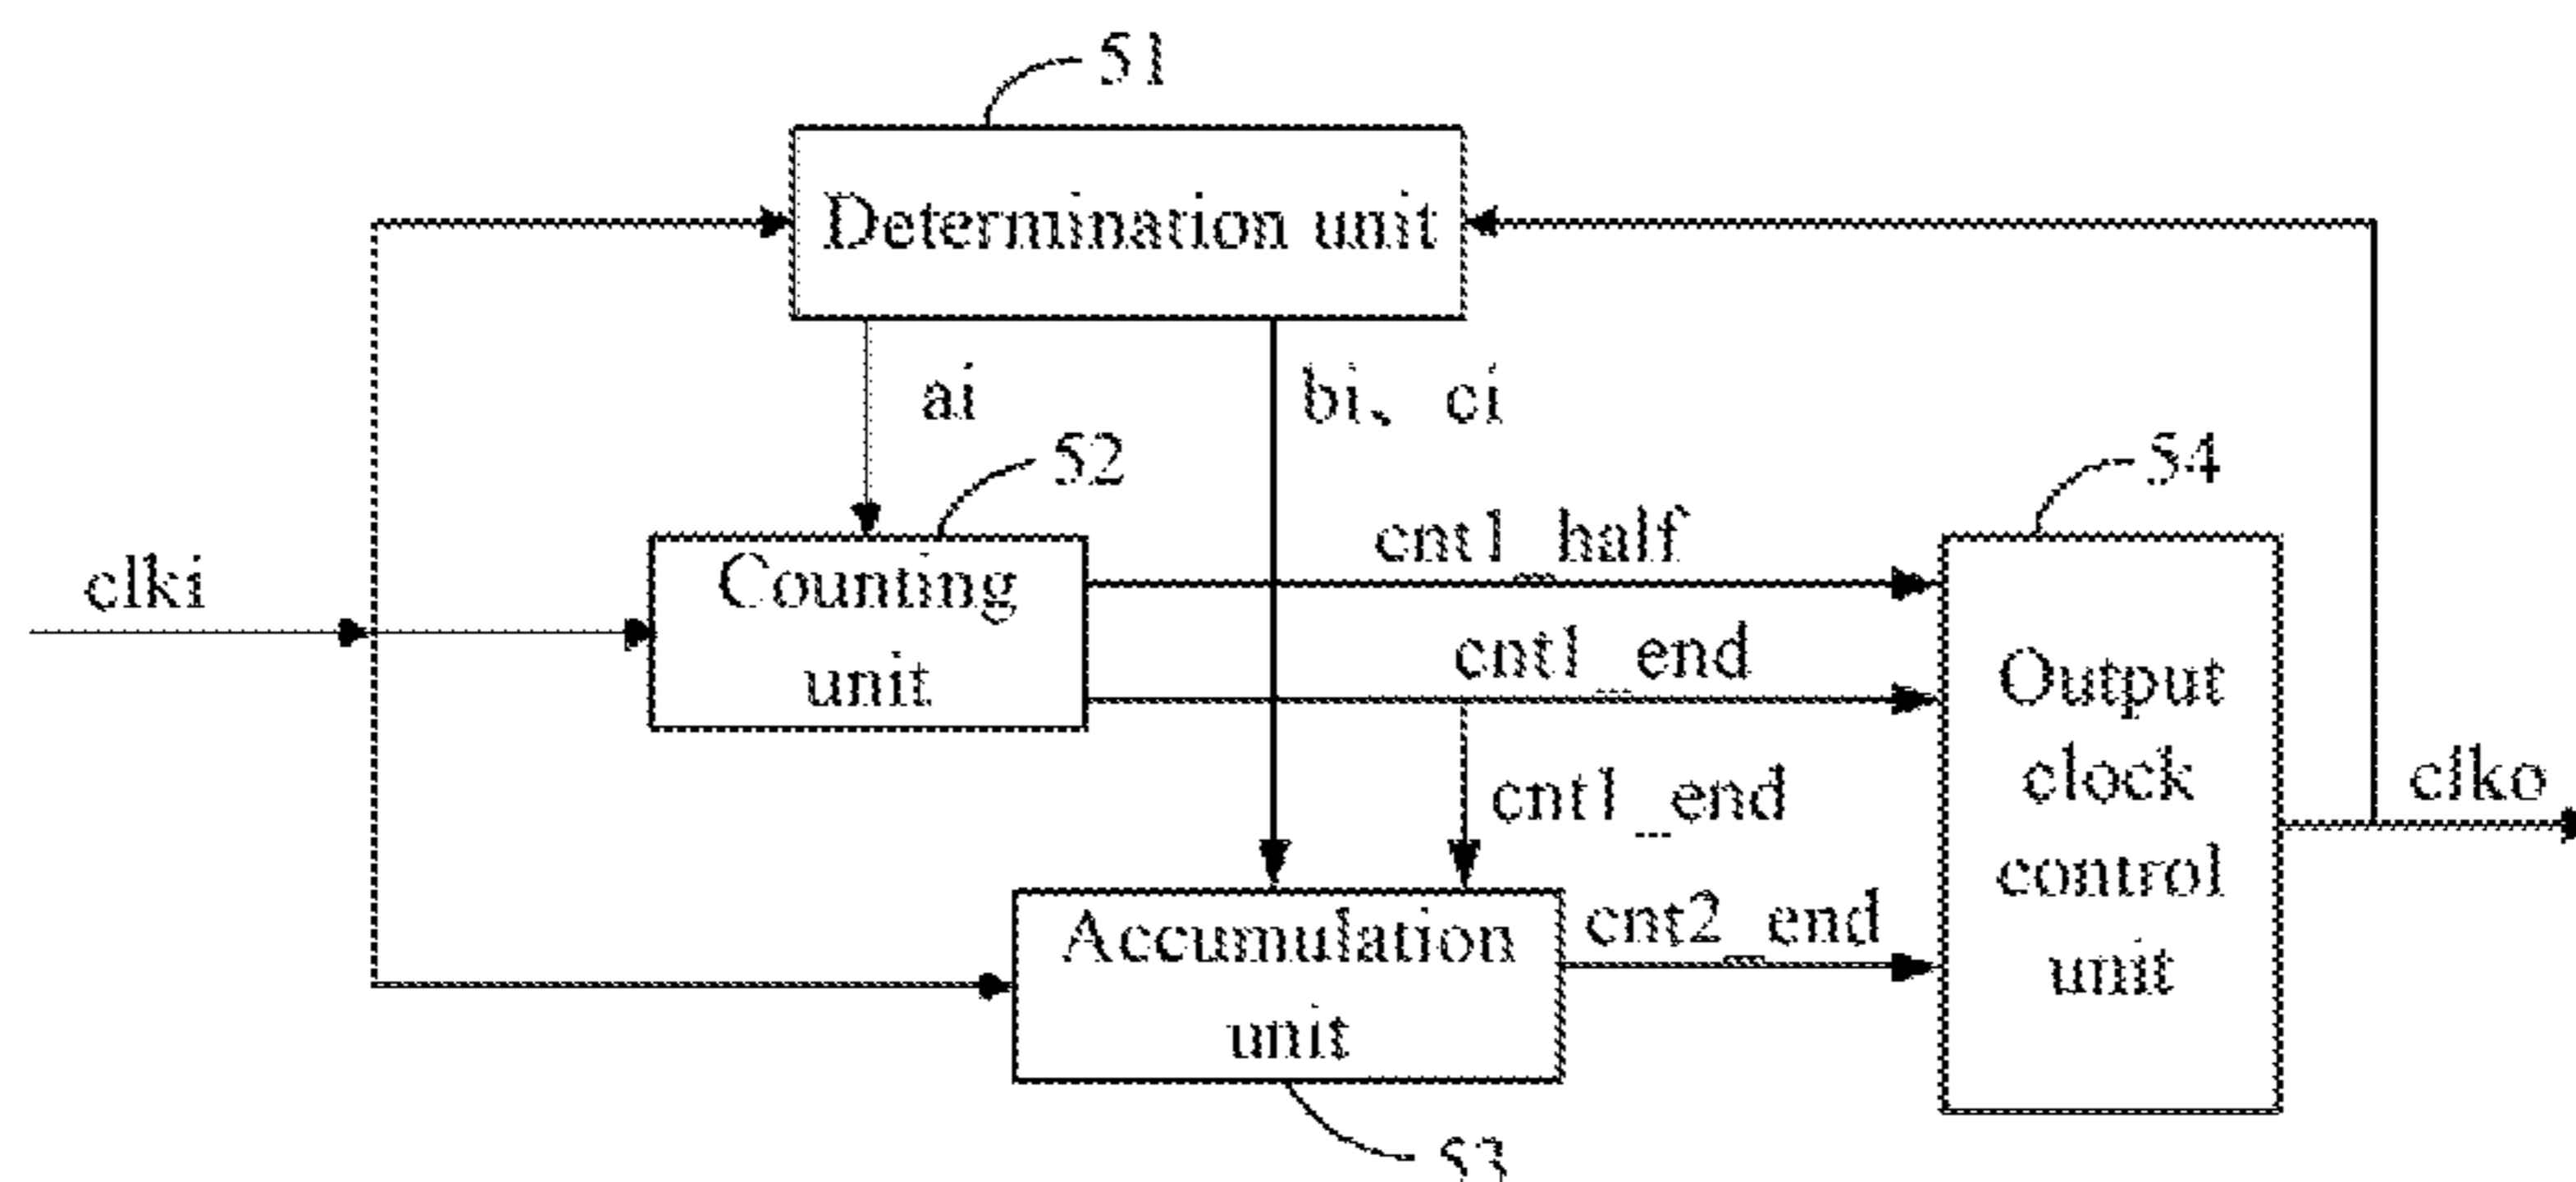 51
Determination unit
ai
bi、ci
52
54
cnt1_half
clki
Counting
unit
cnt1_end
Output
clock
control
unit
cnt1_end
clko
Accumulation
unit
cnt2_end
53